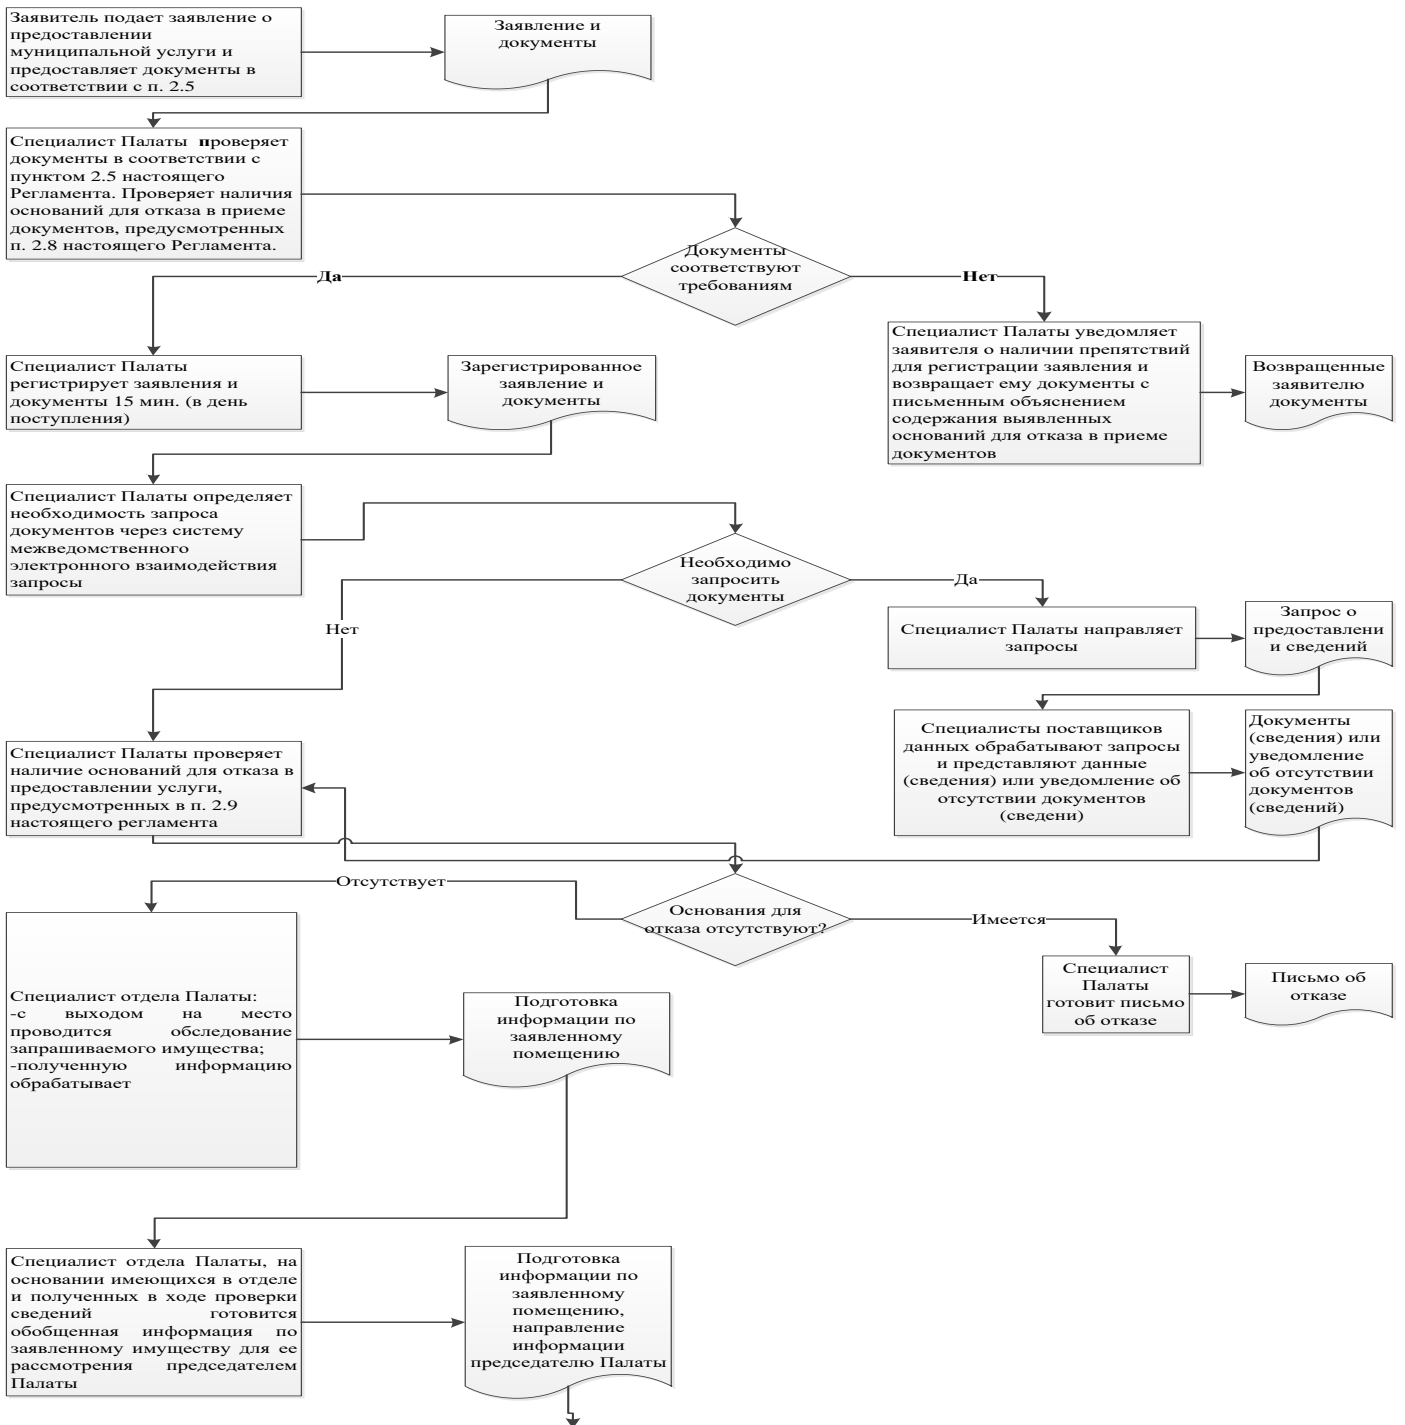 Заявитель подает заявление о
предоставлении
муниципальной услуги и
предоставляет документы в
соответствии с п. 2.5
Заявление и
документы
Специалист Палаты проверяет
документы в соответствии с
пунктом 2.5 настоящего
Регламента. Проверяет наличия
оснований для отказа в приеме
документов, предусмотренных
п. 2.8 настоящего Регламента.
Документы
соответствуют
требованиям
Да
Нет
Специалист Палаты
регистрирует заявления и
документы 15 мин. (в день
поступления)
Зарегистрированное
заявление и
документы
Специалист Палаты уведомляет
заявителя о наличии препятствий
для регистрации заявления и
возвращает ему документы с
письменным объяснением
содержания выявленных
оснований для отказа в приеме
документов
Возвращенные
заявителю
документы
Специалист Палаты определяет
необходимость запроса
документов через систему
межведомственного
электронного взаимодействия
запросы
Необходимо
запросить
документы
Да
Нет
Специалист Палаты направляет
запросы
Запрос о
предоставлени
и сведений
Специалисты поставщиков
данных обрабатывают запросы
и представляют данные
(сведения) или уведомление об
отсутствии документов
(сведени)
Документы
(сведения) или
уведомление
об отсутствии
документов
(сведений)
Специалист Палаты проверяет
наличие оснований для отказа в
предоставлении услуги,
предусмотренных в п. 2.9
настоящего регламента
Отсутствует
Основания для
отказа отсутствуют?
Имеется
Специалист
Палаты
готовит письмо
об отказе
Письмо об
отказе
Специалист отдела Палаты:
-с выходом на место
проводится обследование
запрашиваемого имущества;
-полученную информацию
обрабатывает
Подготовка
информации по
заявленному
помещению
Специалист отдела Палаты, на
основании имеющихся в отделе
и полученных в ходе проверки
сведений готовится
обобщенная информация по
заявленному имуществу для ее
рассмотрения председателем
Палаты
Подготовка
информации по
заявленному
помещению,
направление
информации
председателю Палаты